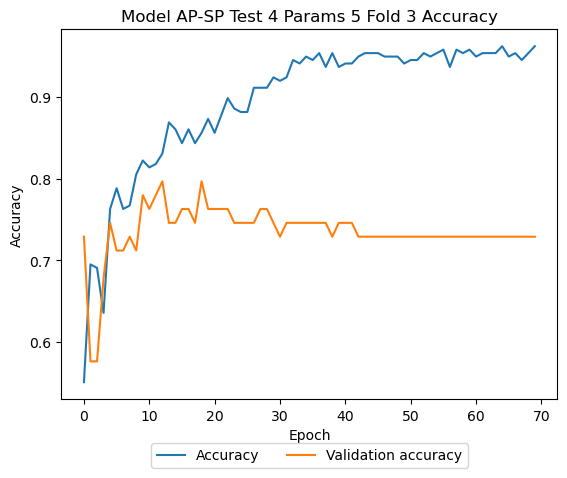 Model AP-SP Test 4 Params 5 Fold 3 Accuracy
Accuracy
0.9
0.8
0.7
0.6
0 10 20 30 40 50 60 70
Epoch
Accuracy Validation accuracy